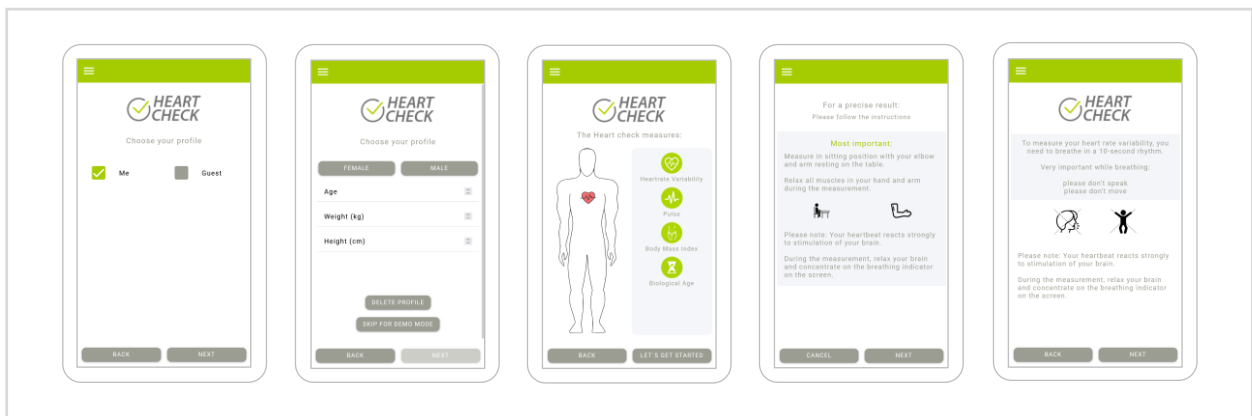 HEART
CHECK
Choose your profile
Me
Guest
BACK
NEXT
HEART
CHECK
Choose your profile
FEMALE
MALE
Age
Weight (kg)
Height (cm)
DELETE PROFILE
SKIP FOR DEMO MODE
BACK
NEXT
HEART
CHECK
The Heart check measures:
Heartrate Variability
Pulse
Body Mass Index
Biological Age
BACK
LET'S GET STARTED
For a precise result:
Please follow the instructions
Most important:
Measure in sitting position with your elbow
and arm resting on the table.
Relax all muscles in your hand and arm
during the measurement.
Please note: Your heartbeat reacts strongly
to stimulation of your brain.
During the measurement, relax your brain
and concentrate on the breathing indicator
on the screen.
CANCEL
NEXT
HEART
CHECK
To measure your heart rate variability, you
need to breathe in a 10-second rhythm.
Very important while breathing:
please don't speak
please don't move
Please note: Your heartbeat reacts strongly
to stimulation of your brain.
During the measurement, relax your brain
and concentrate on the breathing indicator
on the screen.
BACK
NEXT